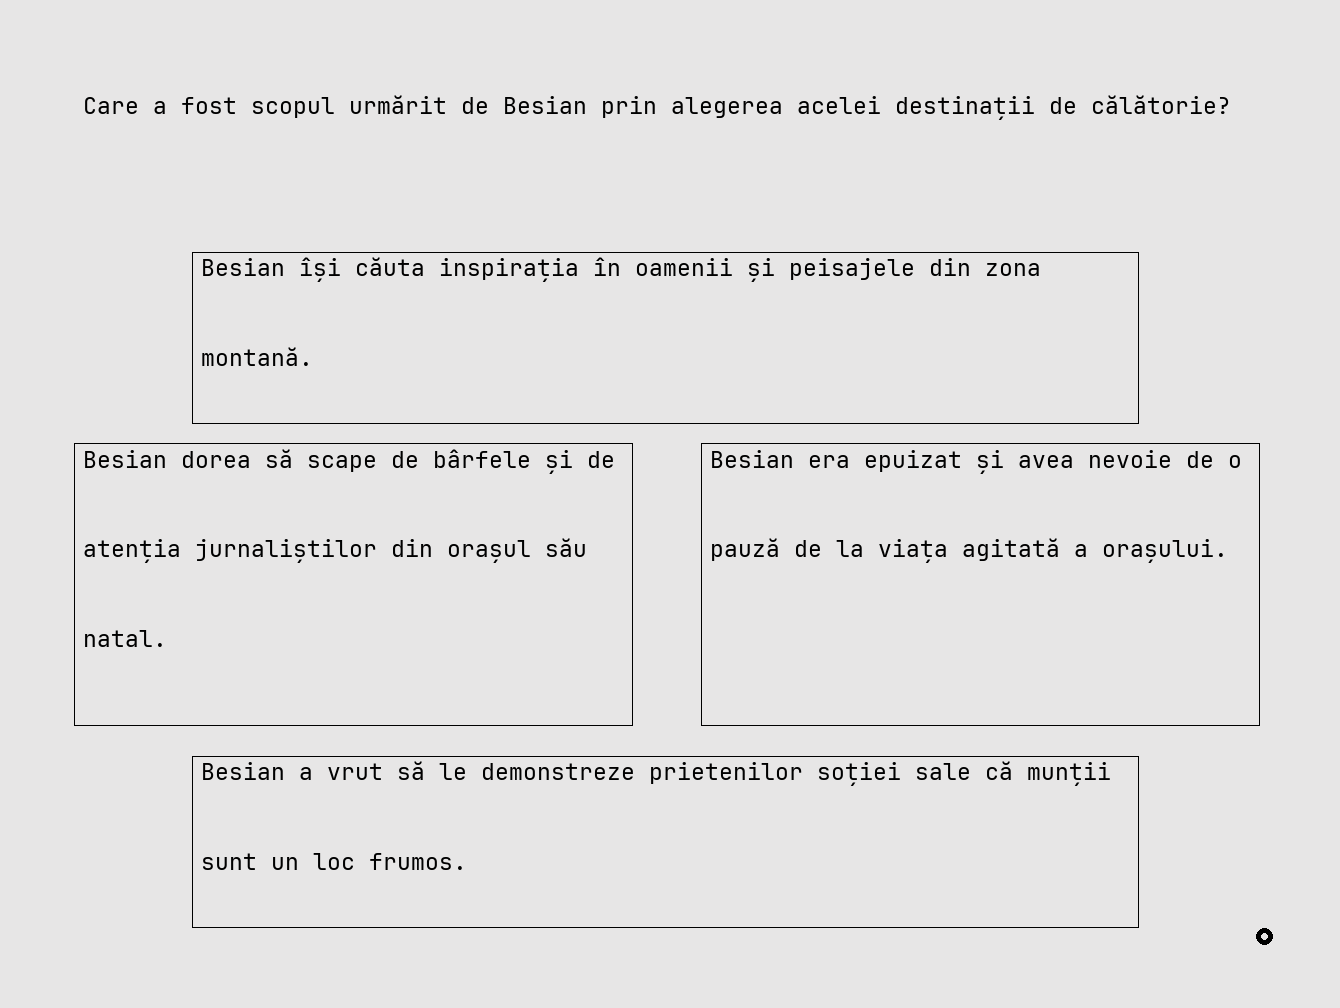 Care a fost scopul urmărit de Besian prin alegerea acelei destinații de călătorie?
Besian își căuta inspirația în oamenii și peisajele din zona
montană.
Besian dorea să scape de bârfele și de
atenția jurnaliștilor din orașul său
natal.
Besian era epuizat și avea nevoie de o
pauză de la viața agitată a orașului.
Besian a vrut să le demonstreze prietenilor soției sale că munții
sunt un loc frumos.